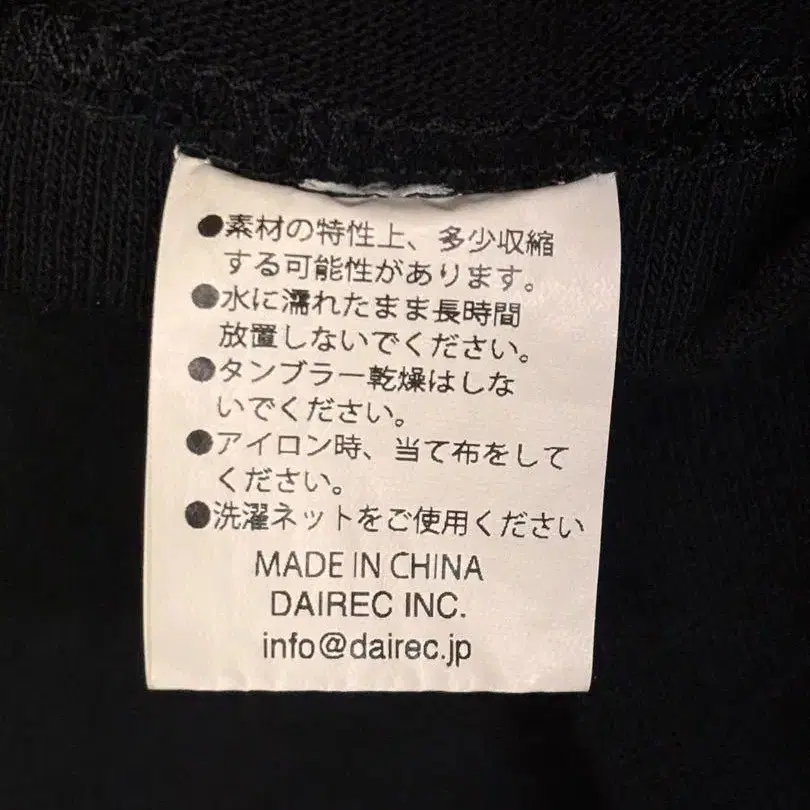 ●素材の特性上、多少収縮
する可能性があります。
●水に濡れたまま長時間
放置しないでください。
●タンブラー乾燥はしな
いでください。
●アイロン時、当て布をして
ください。
●洗濯ネットをご使用ください
MADE IN CHINA
DAIREC INC.
info@dairec.jp